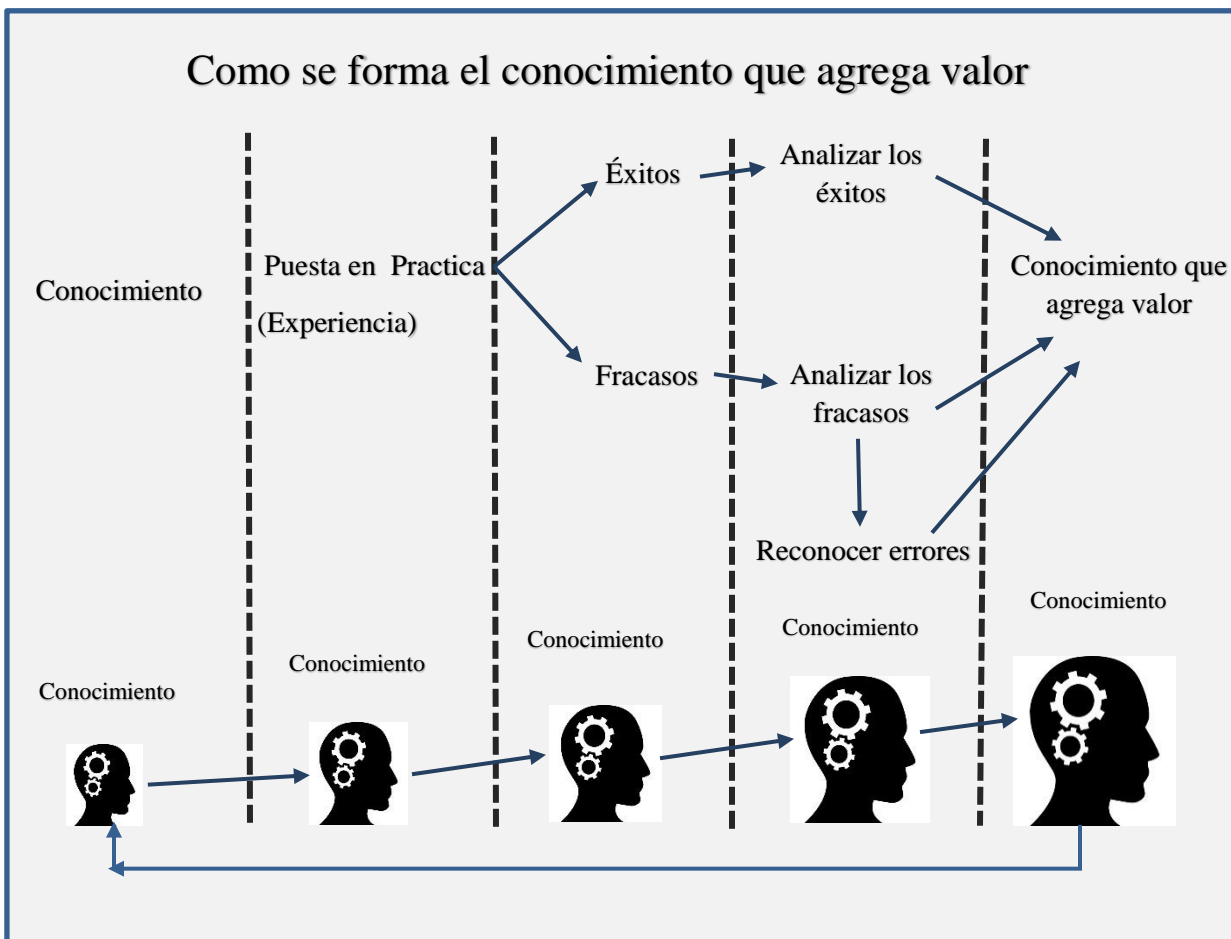 Como se forma el conocimiento que agrega valor
Conocimiento
Puesta en Practica
(Experiencia)
Éxitos
Fracasos
Analizar los
éxitos
Analizar los
fracasos
Reconocer errores
Conocimiento que
agrega valor
Conocimiento
Conocimiento
Conocimiento
Conocimiento
Conocimiento